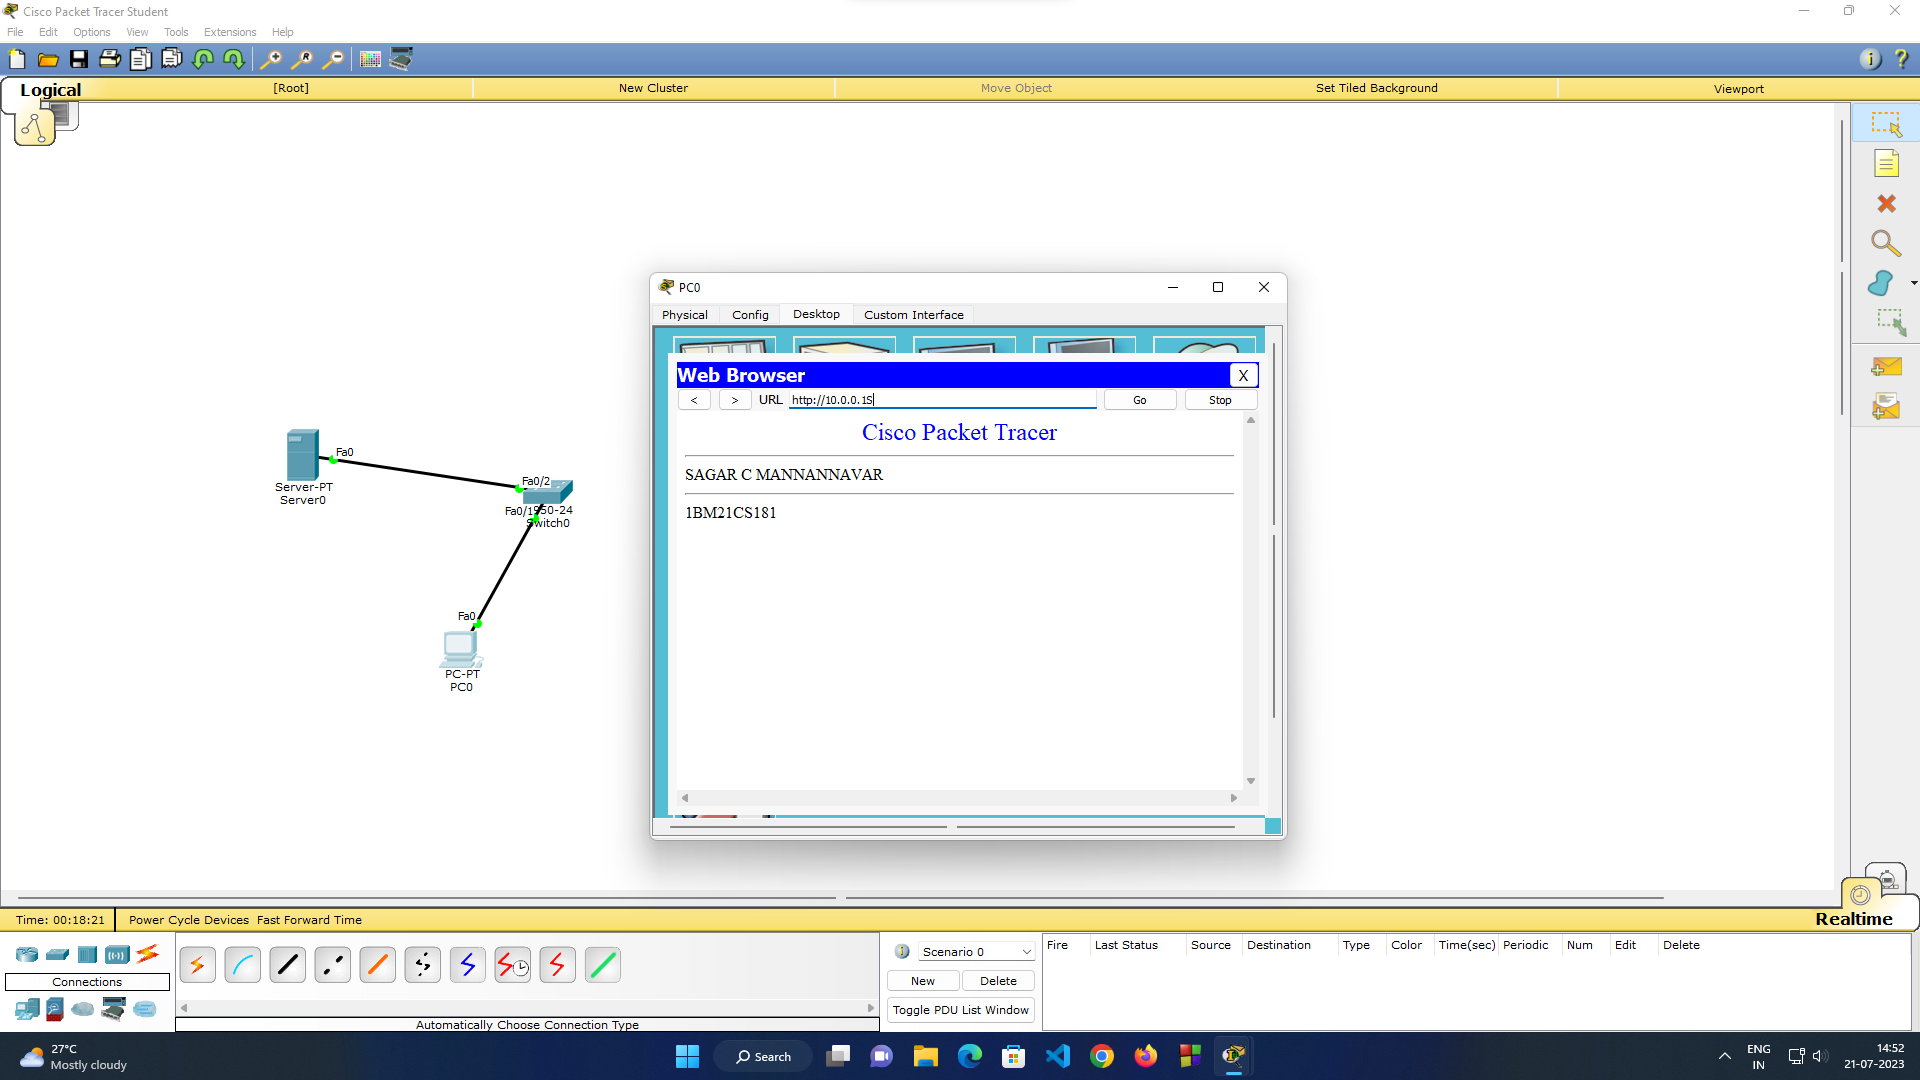 Cisco Packet Tracer Student
File Edit Options View Tools Extensions Help
Logical [Root] New Cluster Move Object Set Tiled Background Viewport
PC0
Physical Config Desktop Custom Interface
Web Browser X
< > URL http://10.0.0.1S Go Stop
Cisco Packet Tracer
SAGAR C MANNANNAVAR
1BM21CS181
Fa0
Server-PT
Server0
Fa0/2
Fa0/1 950-24
Switch0
Fa0
PC-PT
PC0
Time: 00:18:21 Power Cycle Devices Fast Forward Time
Realtime
Connections
Automatically Choose Connection Type
Scenario 0
New Delete
Toggle PDU List Window
Fire Last Status Source Destination Type Color Time(sec) Periodic Num Edit Delete
27°C
Mostly cloudy
Search
ENG
IN
14:52
21-07-2023